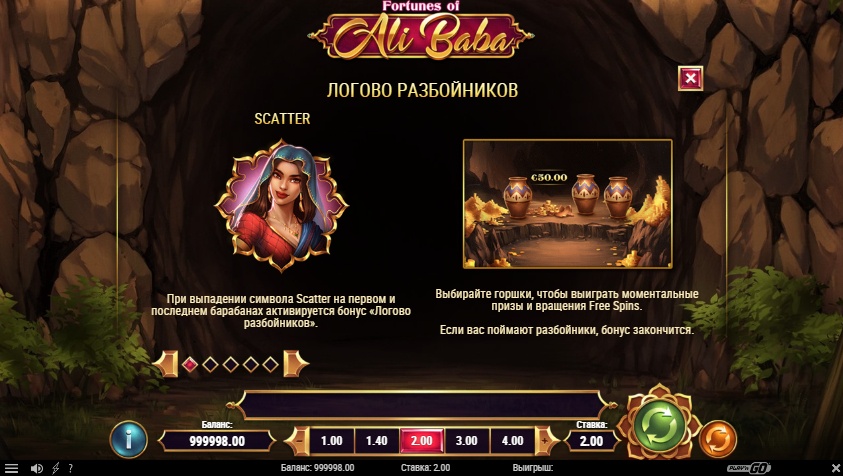 Fortunes of
Ali Baba
ЛОГОВО РАЗБОЙНИКОВ
SCATTER
€50.00
При выпадении символа Scatter на первом и
последнем барабанах активируется бонус «Логово
разбойников».
Выбирайте горшки, чтобы выиграть моментальные
призы и вращения Free Spins.
Если вас поймают разбойники, бонус закончится.
Баланс:
999998.00
1.00 1.40 2.00 3.00 4.00
Ставка:
2.00
Баланс: 999998.00 Ставка: 2.00 Выигрыш:
PLAY'N GO